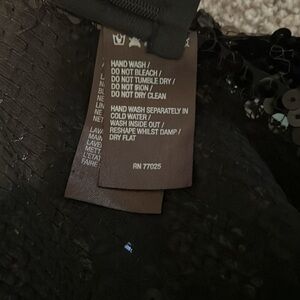 HAND WASH /
DO NOT BLEACH /
DO NOT TUMBLE DRY /
DO NOT IRON /
DO NOT DRY CLEAN
HAND WASH SEPARATELY IN
COLD WATER /
WASH INSIDE OUT /
RESHAPE WHILST DAMP /
DRY FLAT
RN 77025